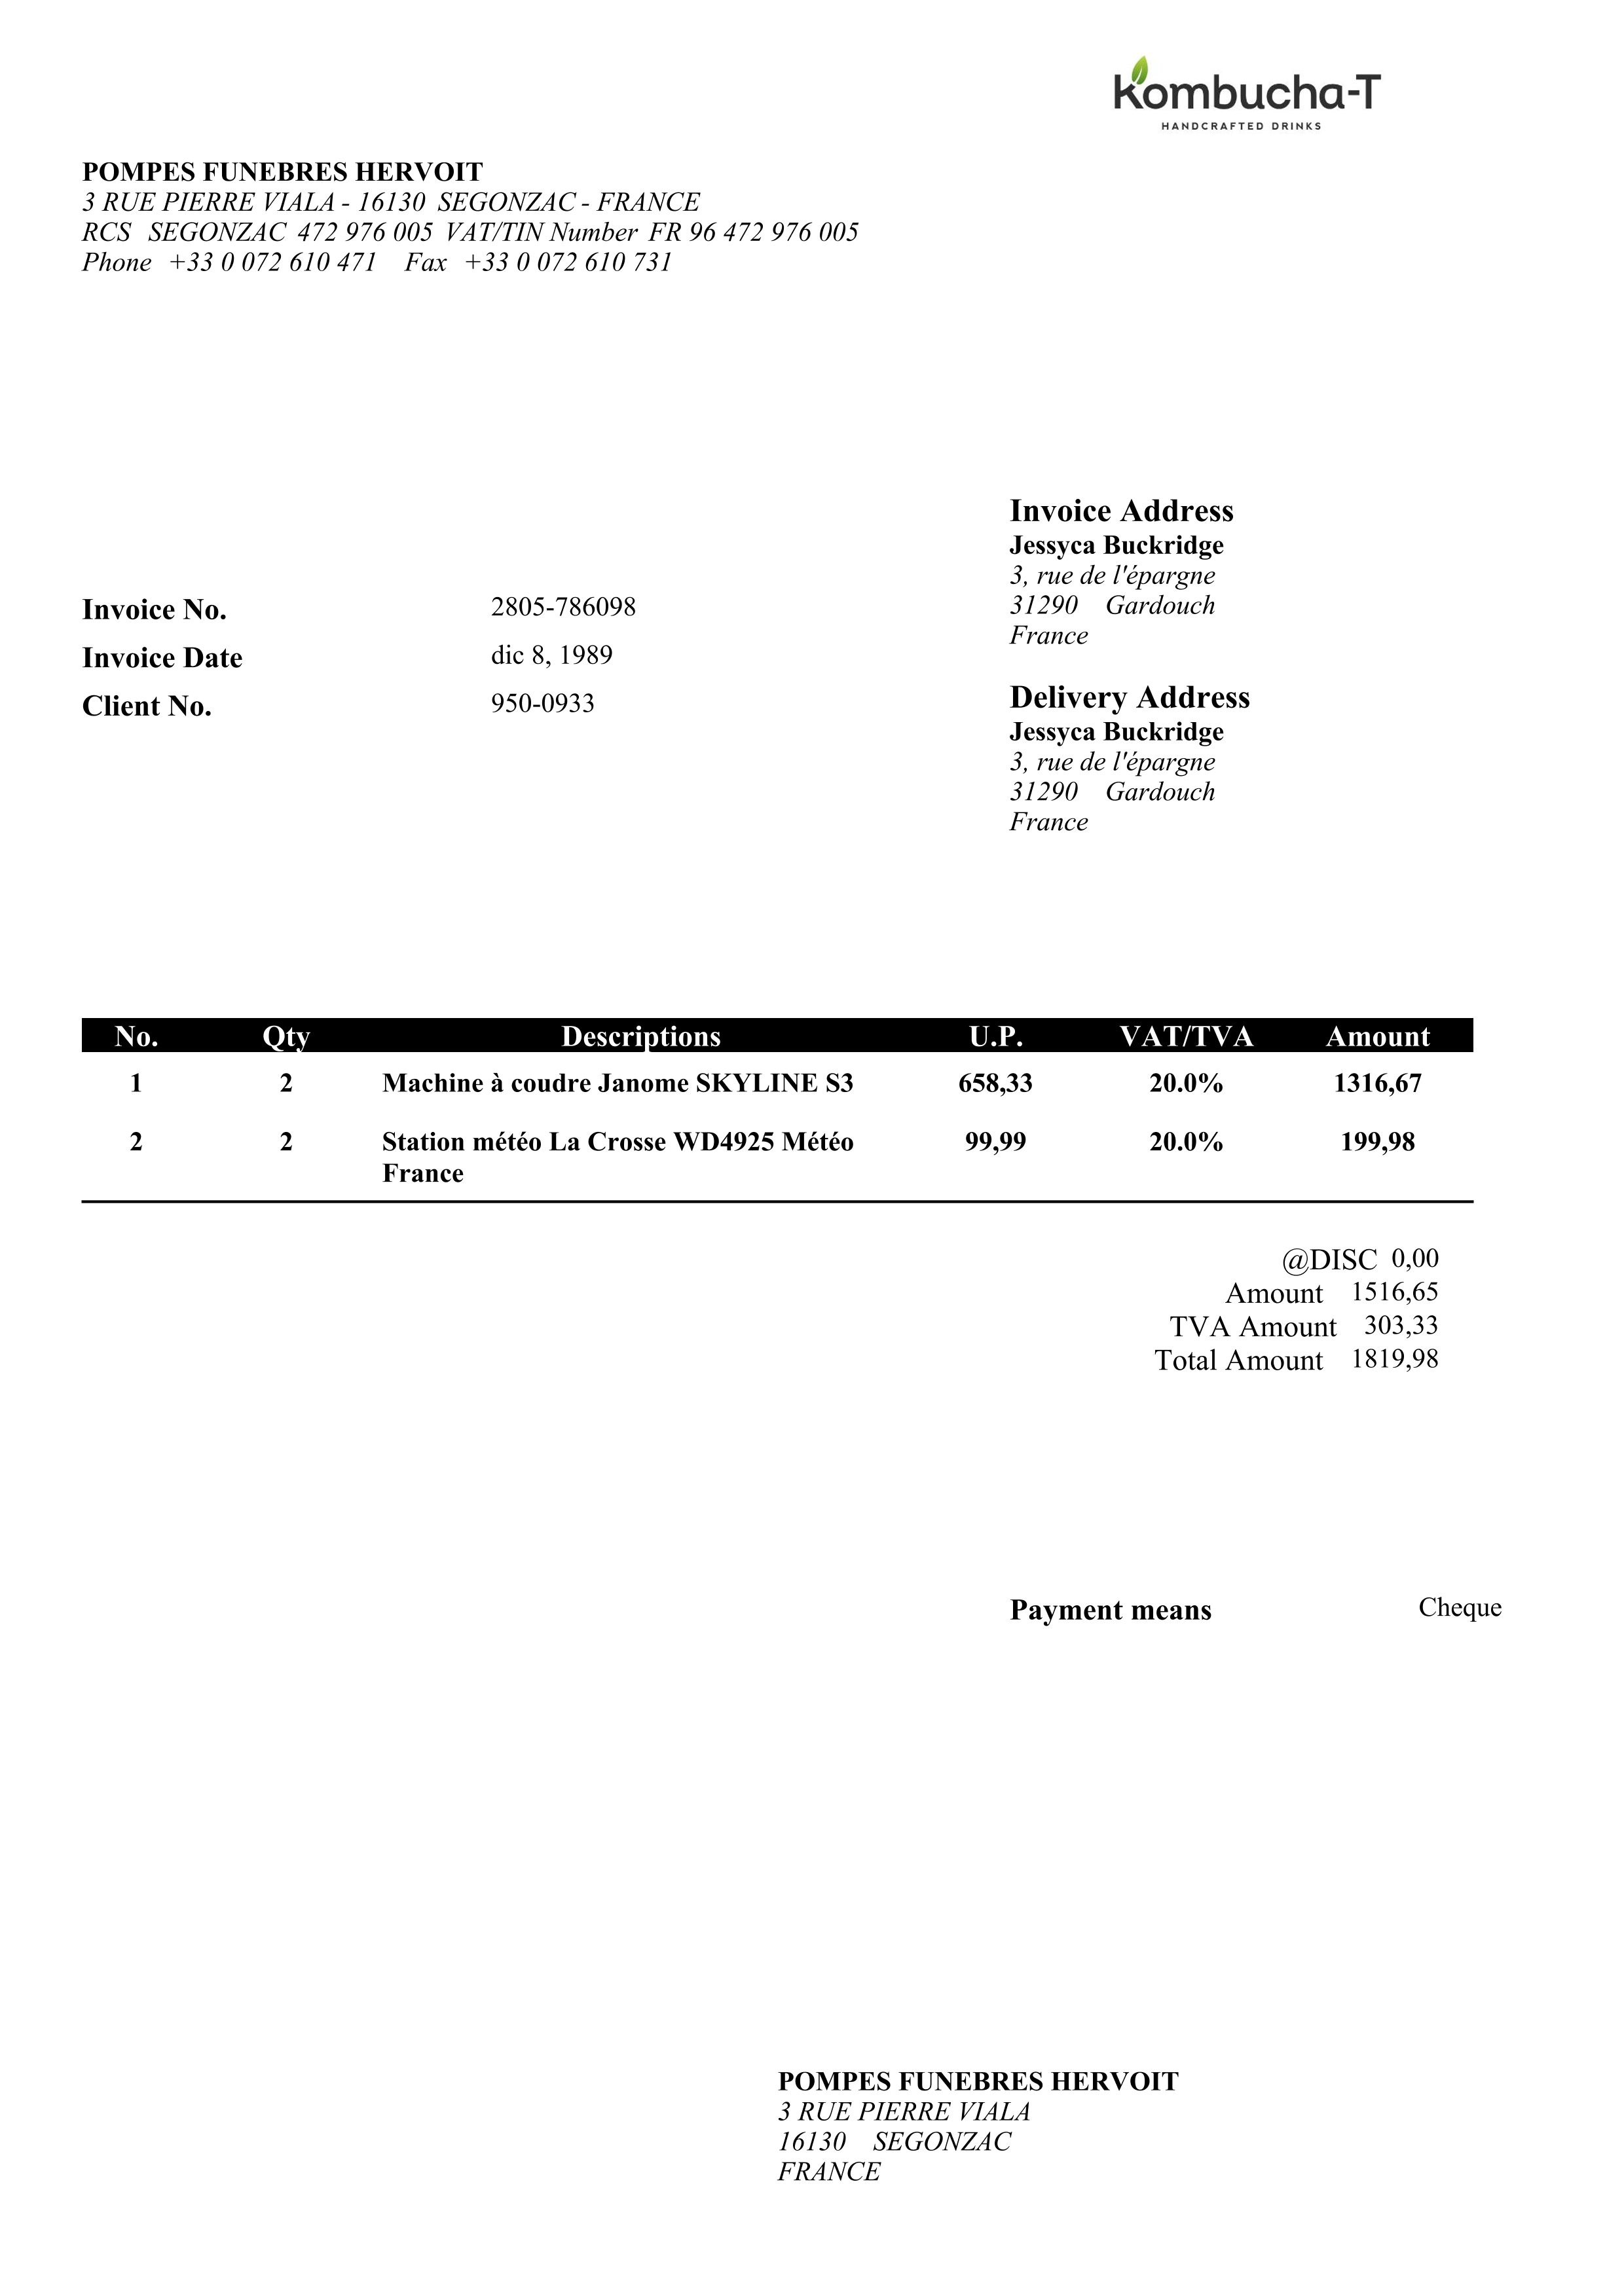 Kombucha-T
HANDCRAFTED DRINKS
POMPES FUNEBRES HERVOIT
3 RUE PIERRE VIALA - 16130 SEGONZAC - FRANCE
RCS SEGONZAC 472 976 005 VAT/TIN Number FR 96 472 976 005
Phone +33 0 072 610 471 Fax +33 0 072 610 731
Invoice No. 2805-786098
Invoice Date dic 8, 1989
Client No. 950-0933
Invoice Address
Jessyca Buckridge
3, rue de l'épargne
31290 Gardouch
France
Delivery Address
Jessyca Buckridge
3, rue de l'épargne
31290 Gardouch
France
No. Qty Descriptions U.P. VAT/TVA Amount
1 2 Machine à coudre Janome SKYLINE S3 658,33 20.0% 1316,67
2 2 Station météo La Crosse WD4925 Météo 99,99 20.0% 199,98
France
@DISC 0,00
Amount 1516,65
TVA Amount 303,33
Total Amount 1819,98
Payment means Cheque
POMPES FUNEBRES HERVOIT
3 RUE PIERRE VIALA
16130 SEGONZAC
FRANCE